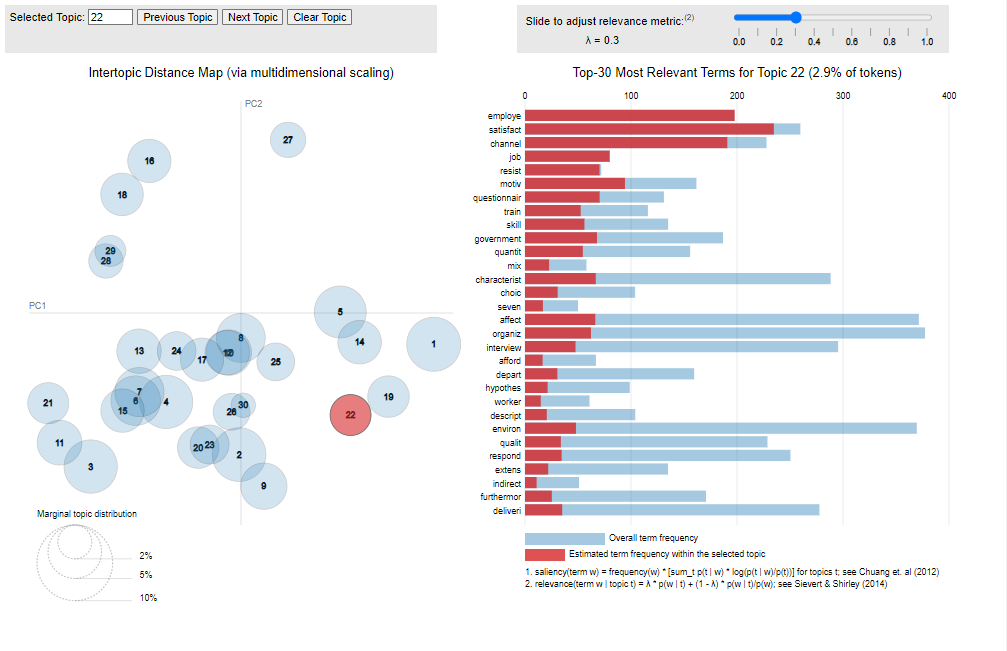 Selected Topic: 22 Previous Topic Next Topic Clear Topic
Slide to adjust relevance metric:(2)
λ = 0.3
0.0 0.2 0.4 0.6 0.8 1.0
Intertopic Distance Map (via multidimensional scaling)
PC2
PC1
27
16
18
29
28
5
14
1
8
13
24
17
12
25
7
6
15
4
21
19
22
26
30
11
3
20
23
2
9
Marginal topic distribution
2%
5%
10%
Top-30 Most Relevant Terms for Topic 22 (2.9% of tokens)
0 100 200 300 400
employe
satisfact
channel
job
resist
motiv
questionnair
train
skill
government
quantit
mix
characterist
choic
seven
affect
organiz
interview
afford
depart
hypothes
worker
descript
environ
qualit
respond
extens
indirect
furthermor
deliveri
Overall term frequency
Estimated term frequency within the selected topic
1. saliency(term w) = frequency(w) * [sum_t p(t | w) * log(p(t | w)/p(t))] for topics t; see Chuang et. al (2012)
2. relevance(term w | topic t) = λ * p(w | t) + (1 - λ) * p(w | t)/p(w); see Sievert & Shirley (2014)